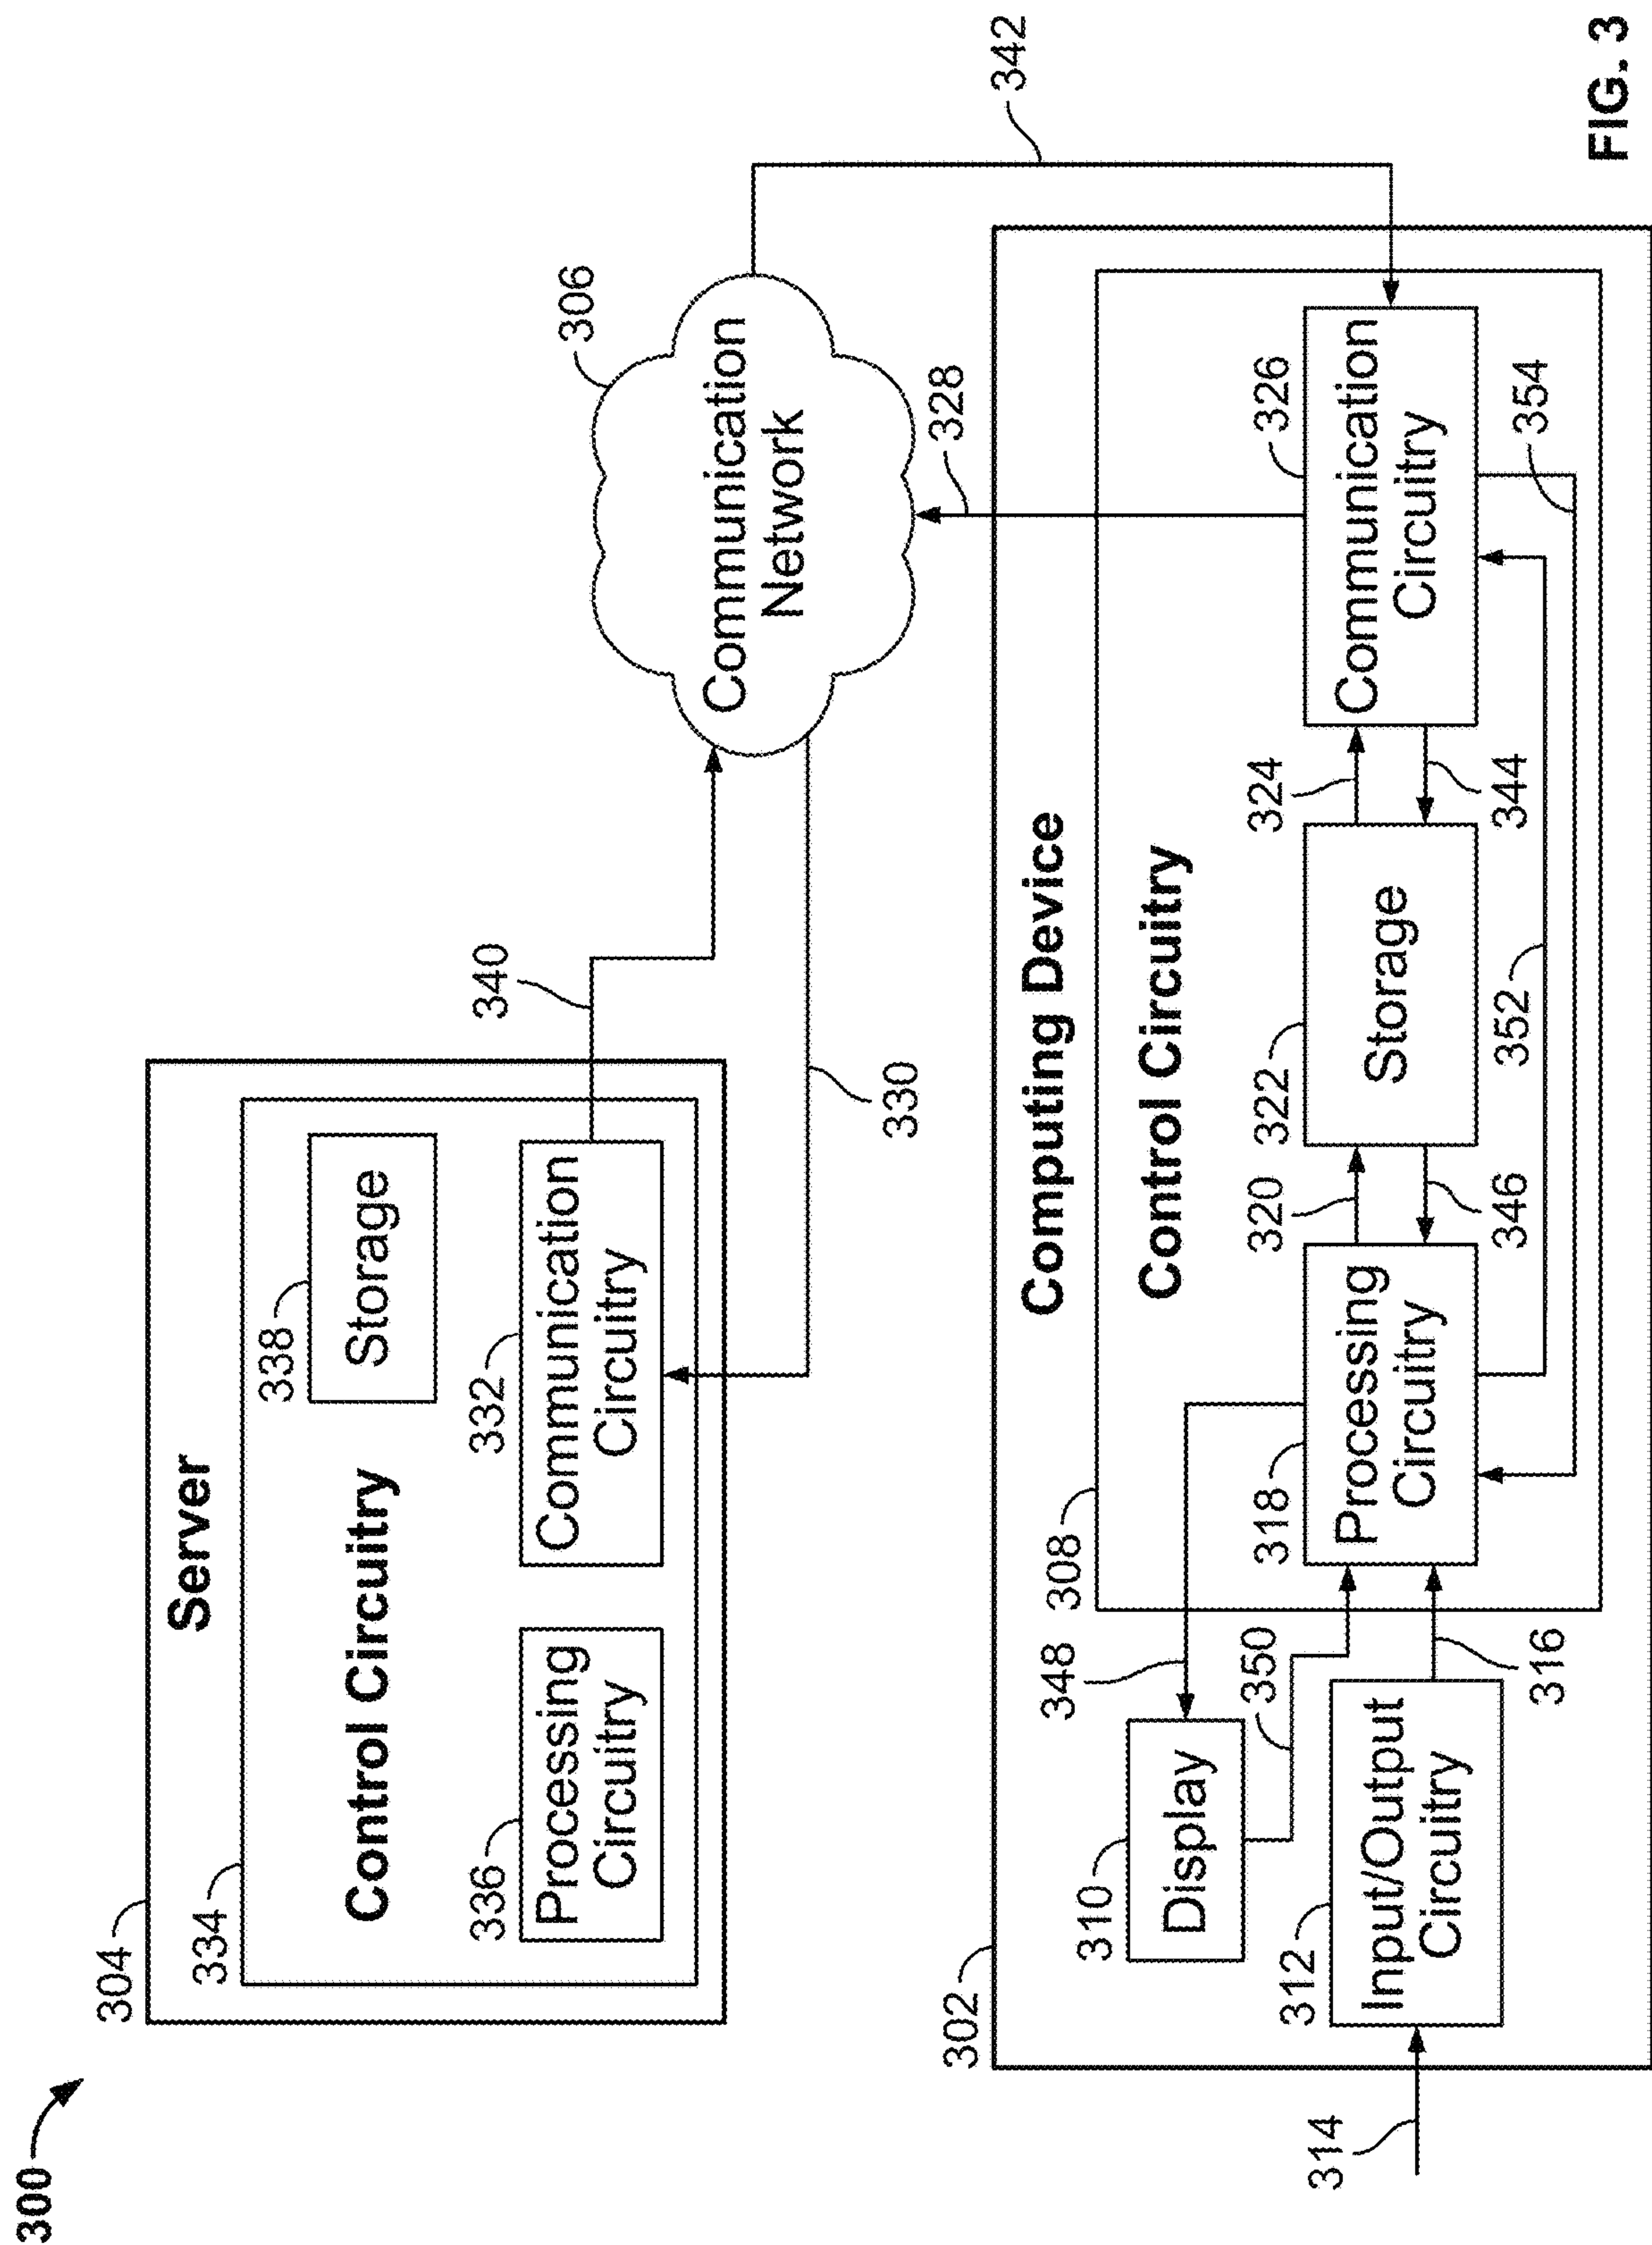 300
304
Server
334
Control Circuitry
338
Storage
336
Processing
Circuitry
332
Communication
Circuitry
340
330
306
Communication
Network
342
328
302
Computing Device
308
Control Circuitry
348
310
Display
350
312
Input/Output
Circuitry
314
316
318
Processing
Circuitry
320
346
322
Storage
324
344
326
Communication
Circuitry
352
354
FIG. 3